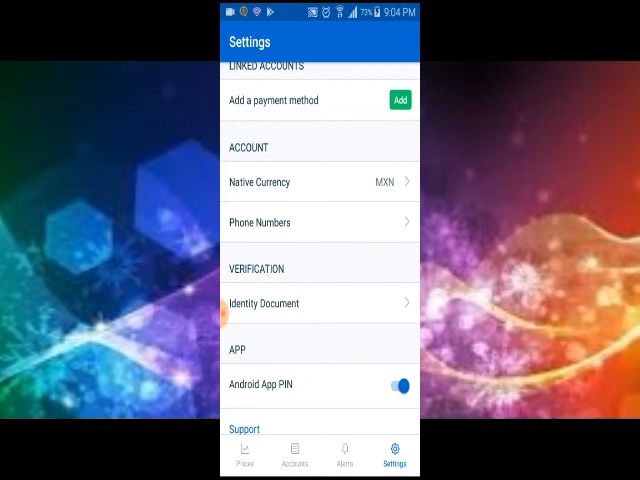 73% 9:04 PM
Settings
LINKED ACCOUNTS
Add a payment method Add
ACCOUNT
Native Currency MXN
Phone Numbers
VERIFICATION
Identity Document
APP
Android App PIN
Support
Prices Accounts Alerts Settings